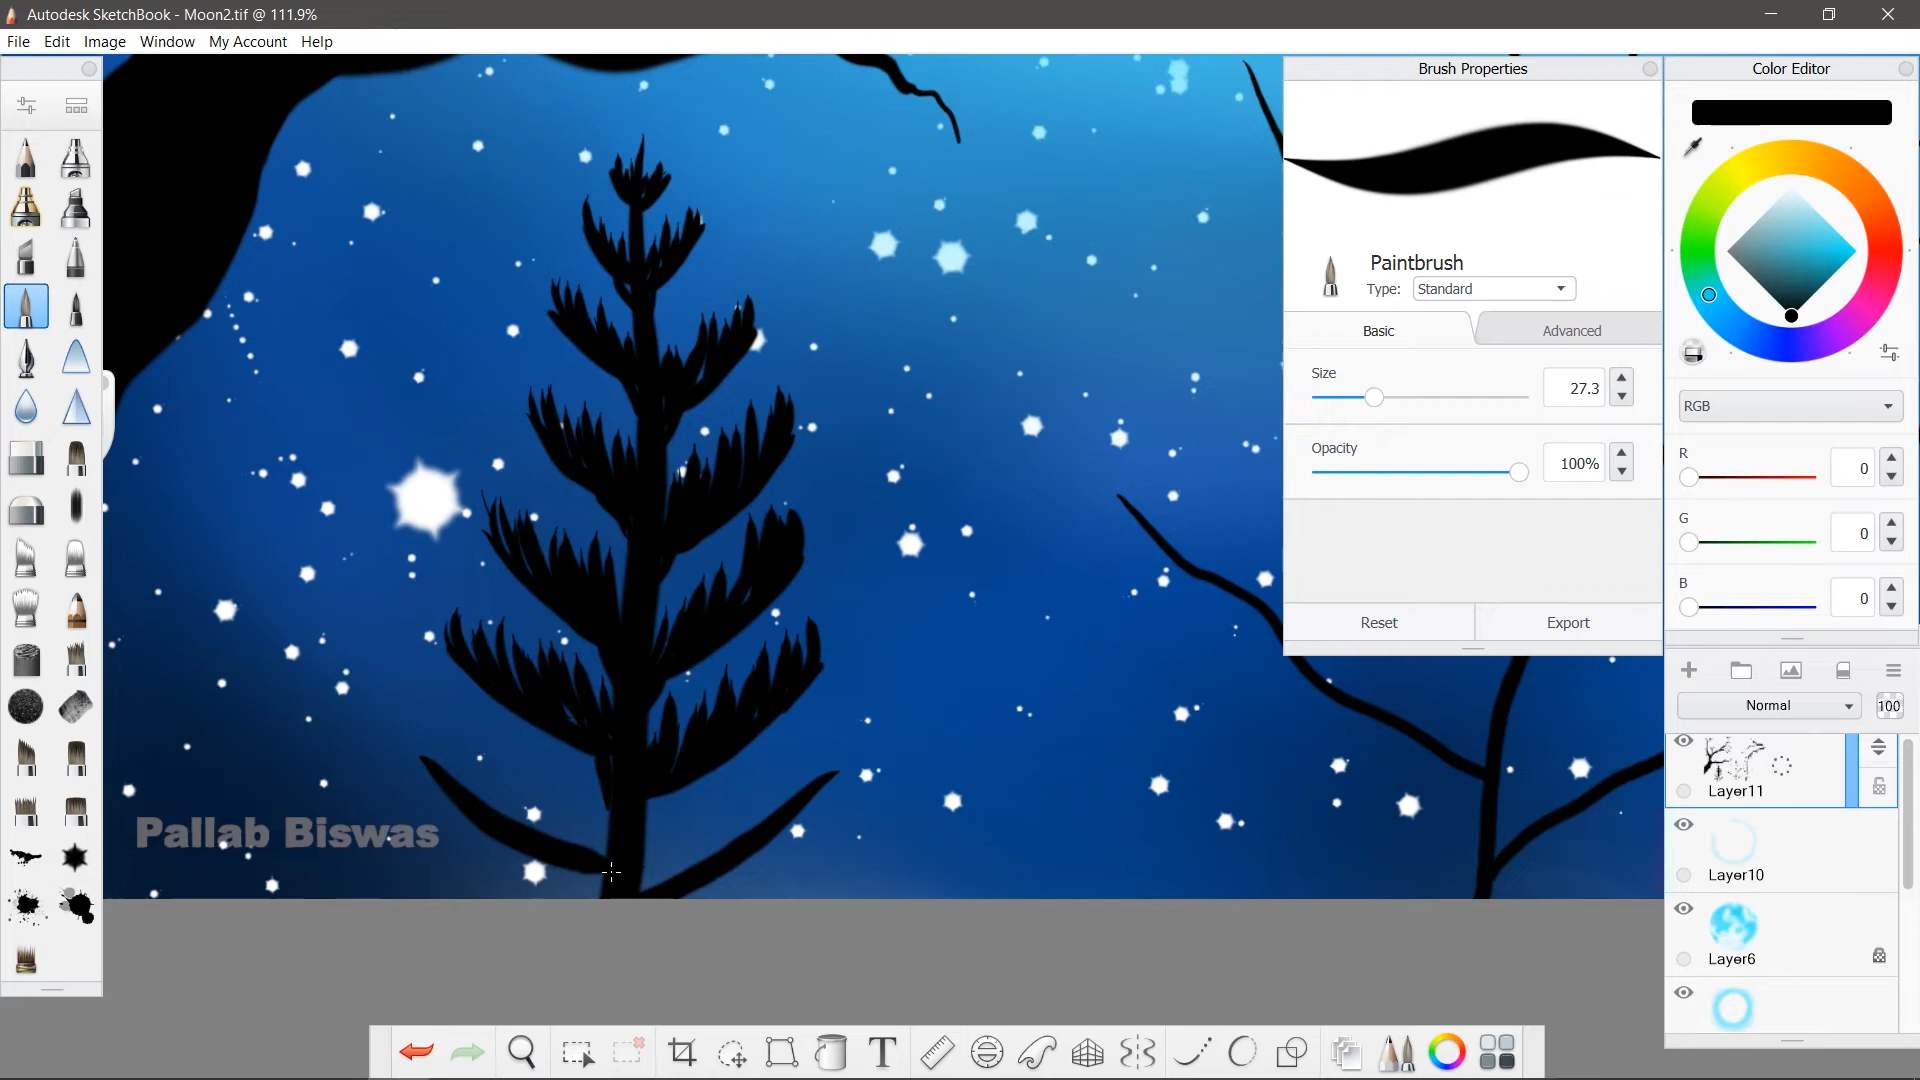 Autodesk SketchBook - Moon2.tif @ 111.9%
File Edit Image Window My Account Help
Brush Properties
Color Editor
Paintbrush
Type: Standard
Basic Advanced
Size
27.3
Opacity
100%
Reset Export
RGB
R
0
G
0
B
0
Normal 100
Layer11
Layer10
Layer6
Pallab Biswas
T